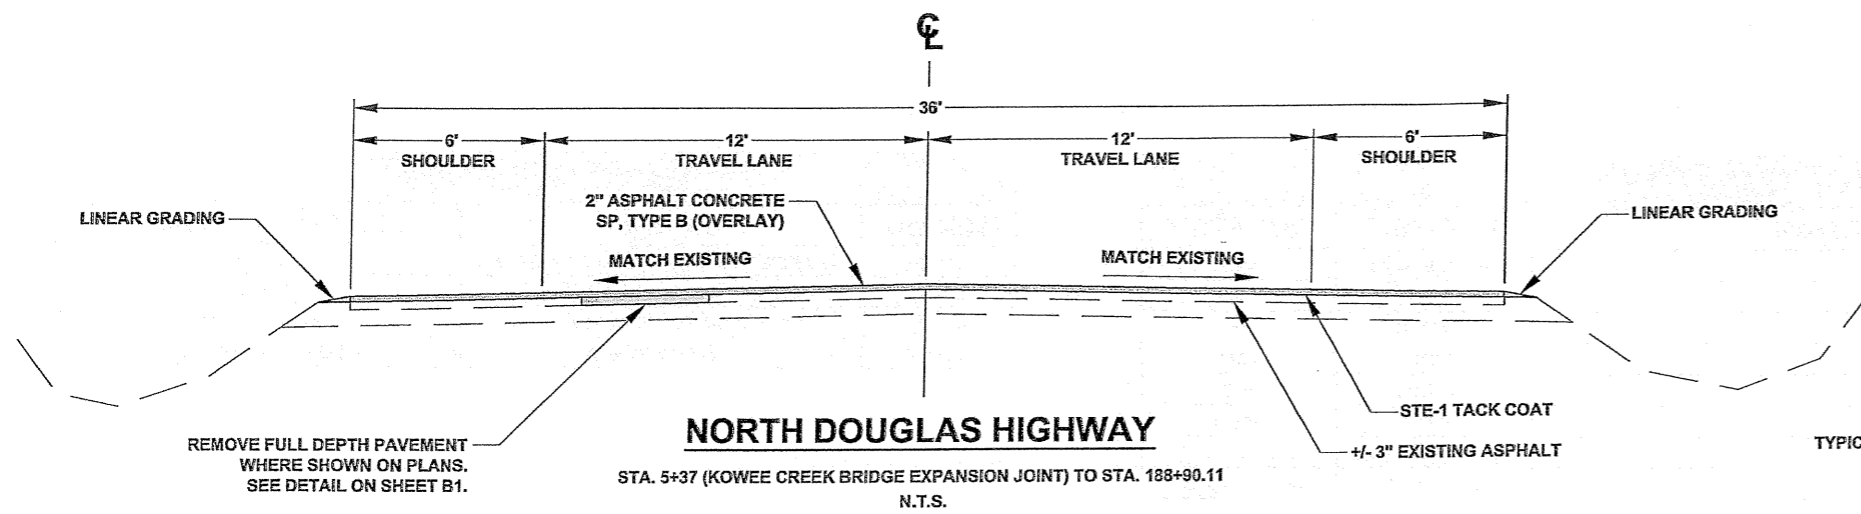 ℄
36'
6' 12' 12' 6'
SHOULDER TRAVEL LANE TRAVEL LANE SHOULDER
2" ASPHALT CONCRETE
SP, TYPE B (OVERLAY)
LINEAR GRADING
LINEAR GRADING
MATCH EXISTING
MATCH EXISTING
REMOVE FULL DEPTH PAVEMENT
WHERE SHOWN ON PLANS.
SEE DETAIL ON SHEET B1.
STE-1 TACK COAT
+/- 3" EXISTING ASPHALT
NORTH DOUGLAS HIGHWAY
STA. 5+37 (KOWEE CREEK BRIDGE EXPANSION JOINT) TO STA. 188+90.11
N.T.S.
TYPIC